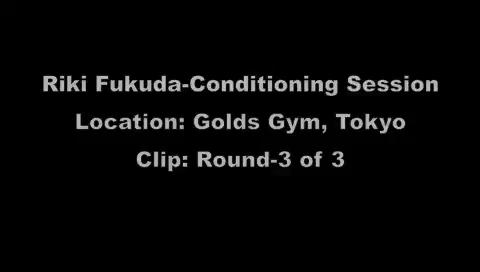 Riki Fukuda-Conditioning Session
Location: Golds Gym, Tokyo
Clip: Round-3 of 3